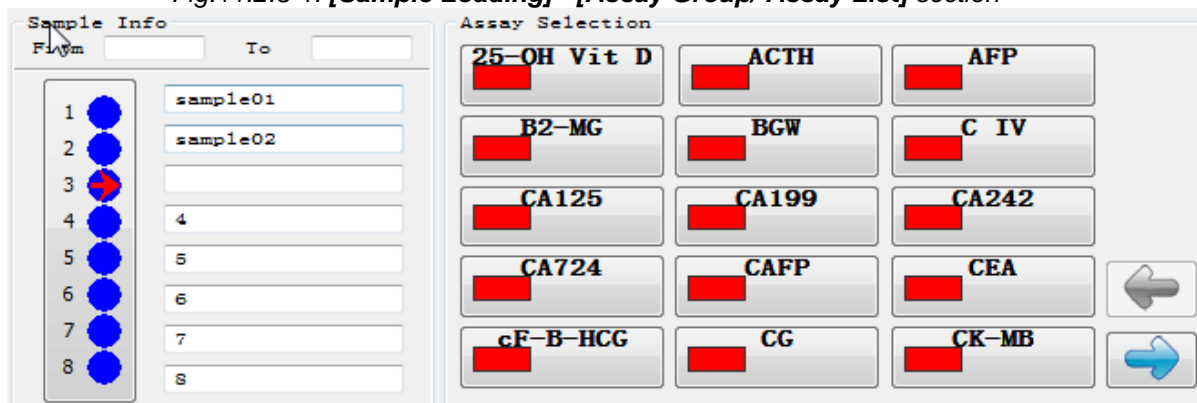 Sample Info
From To
1 sample01
2 sample02
3
4 4
5 5
6 6
7 7
8 8
Assay Selection
25-OH Vit D ACTH AFP
B2-MG BGW C IV
CA125 CA199 CA242
CA724 CAFP CEA
cF-B-HCG CG CK-MB